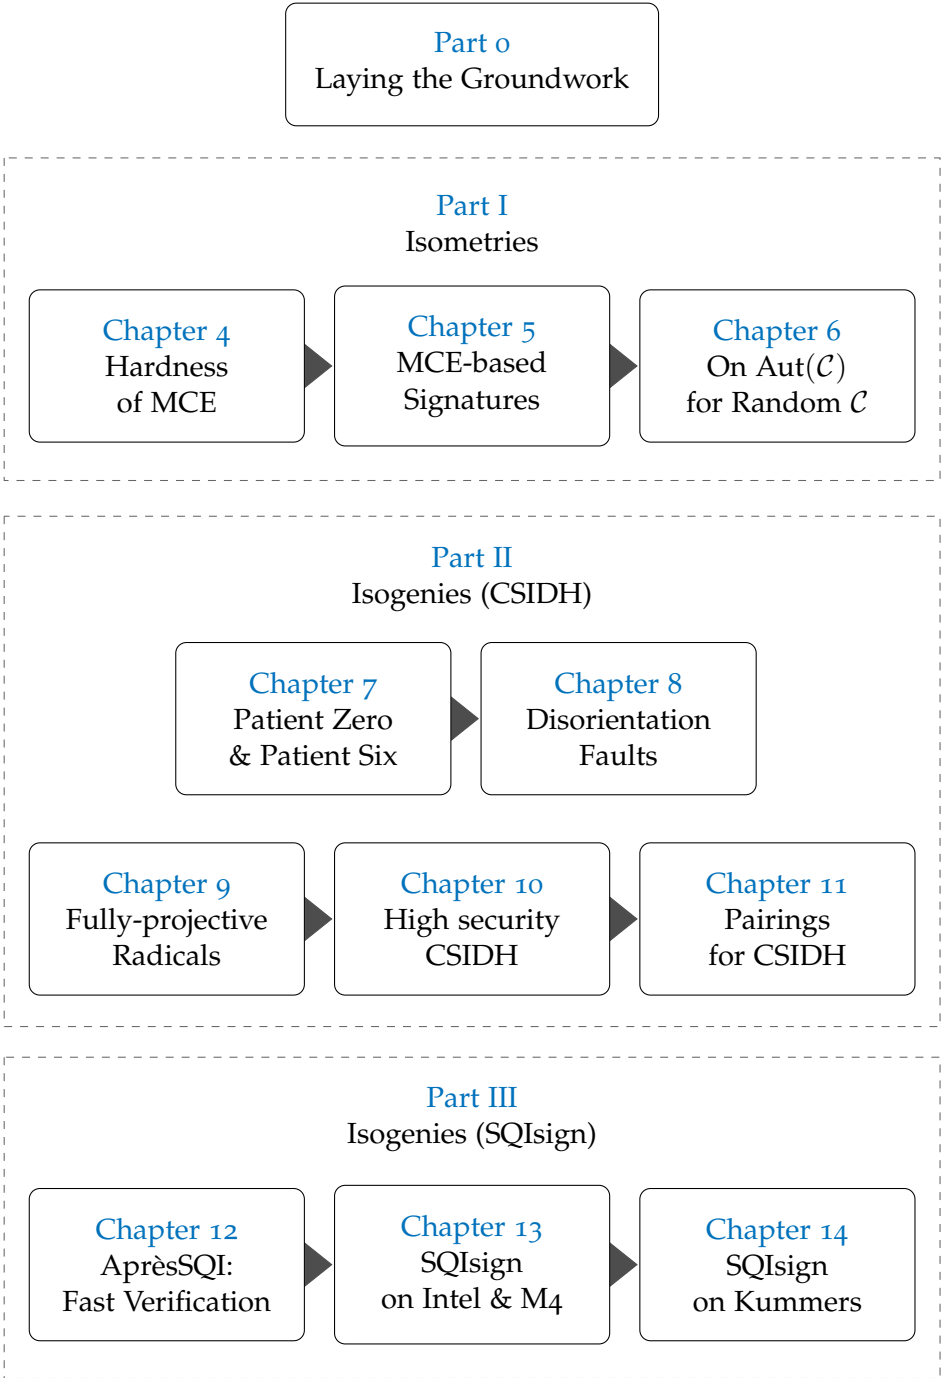 Part 0
Laying the Groundwork
Part I
Isometries
Chapter 4
Hardness
of MCE
Chapter 5
MCE-based
Signatures
Chapter 6
On Aut(𝒞)
for Random 𝒞
Part II
Isogenies (CSIDH)
Chapter 7
Patient Zero
& Patient Six
Chapter 8
Disorientation
Faults
Chapter 9
Fully-projective
Radicals
Chapter 10
High security
CSIDH
Chapter 11
Pairings
for CSIDH
Part III
Isogenies (SQIsign)
Chapter 12
AprèsSQI:
Fast Verification
Chapter 13
SQIsign
on Intel & M4
Chapter 14
SQIsign
on Kummers